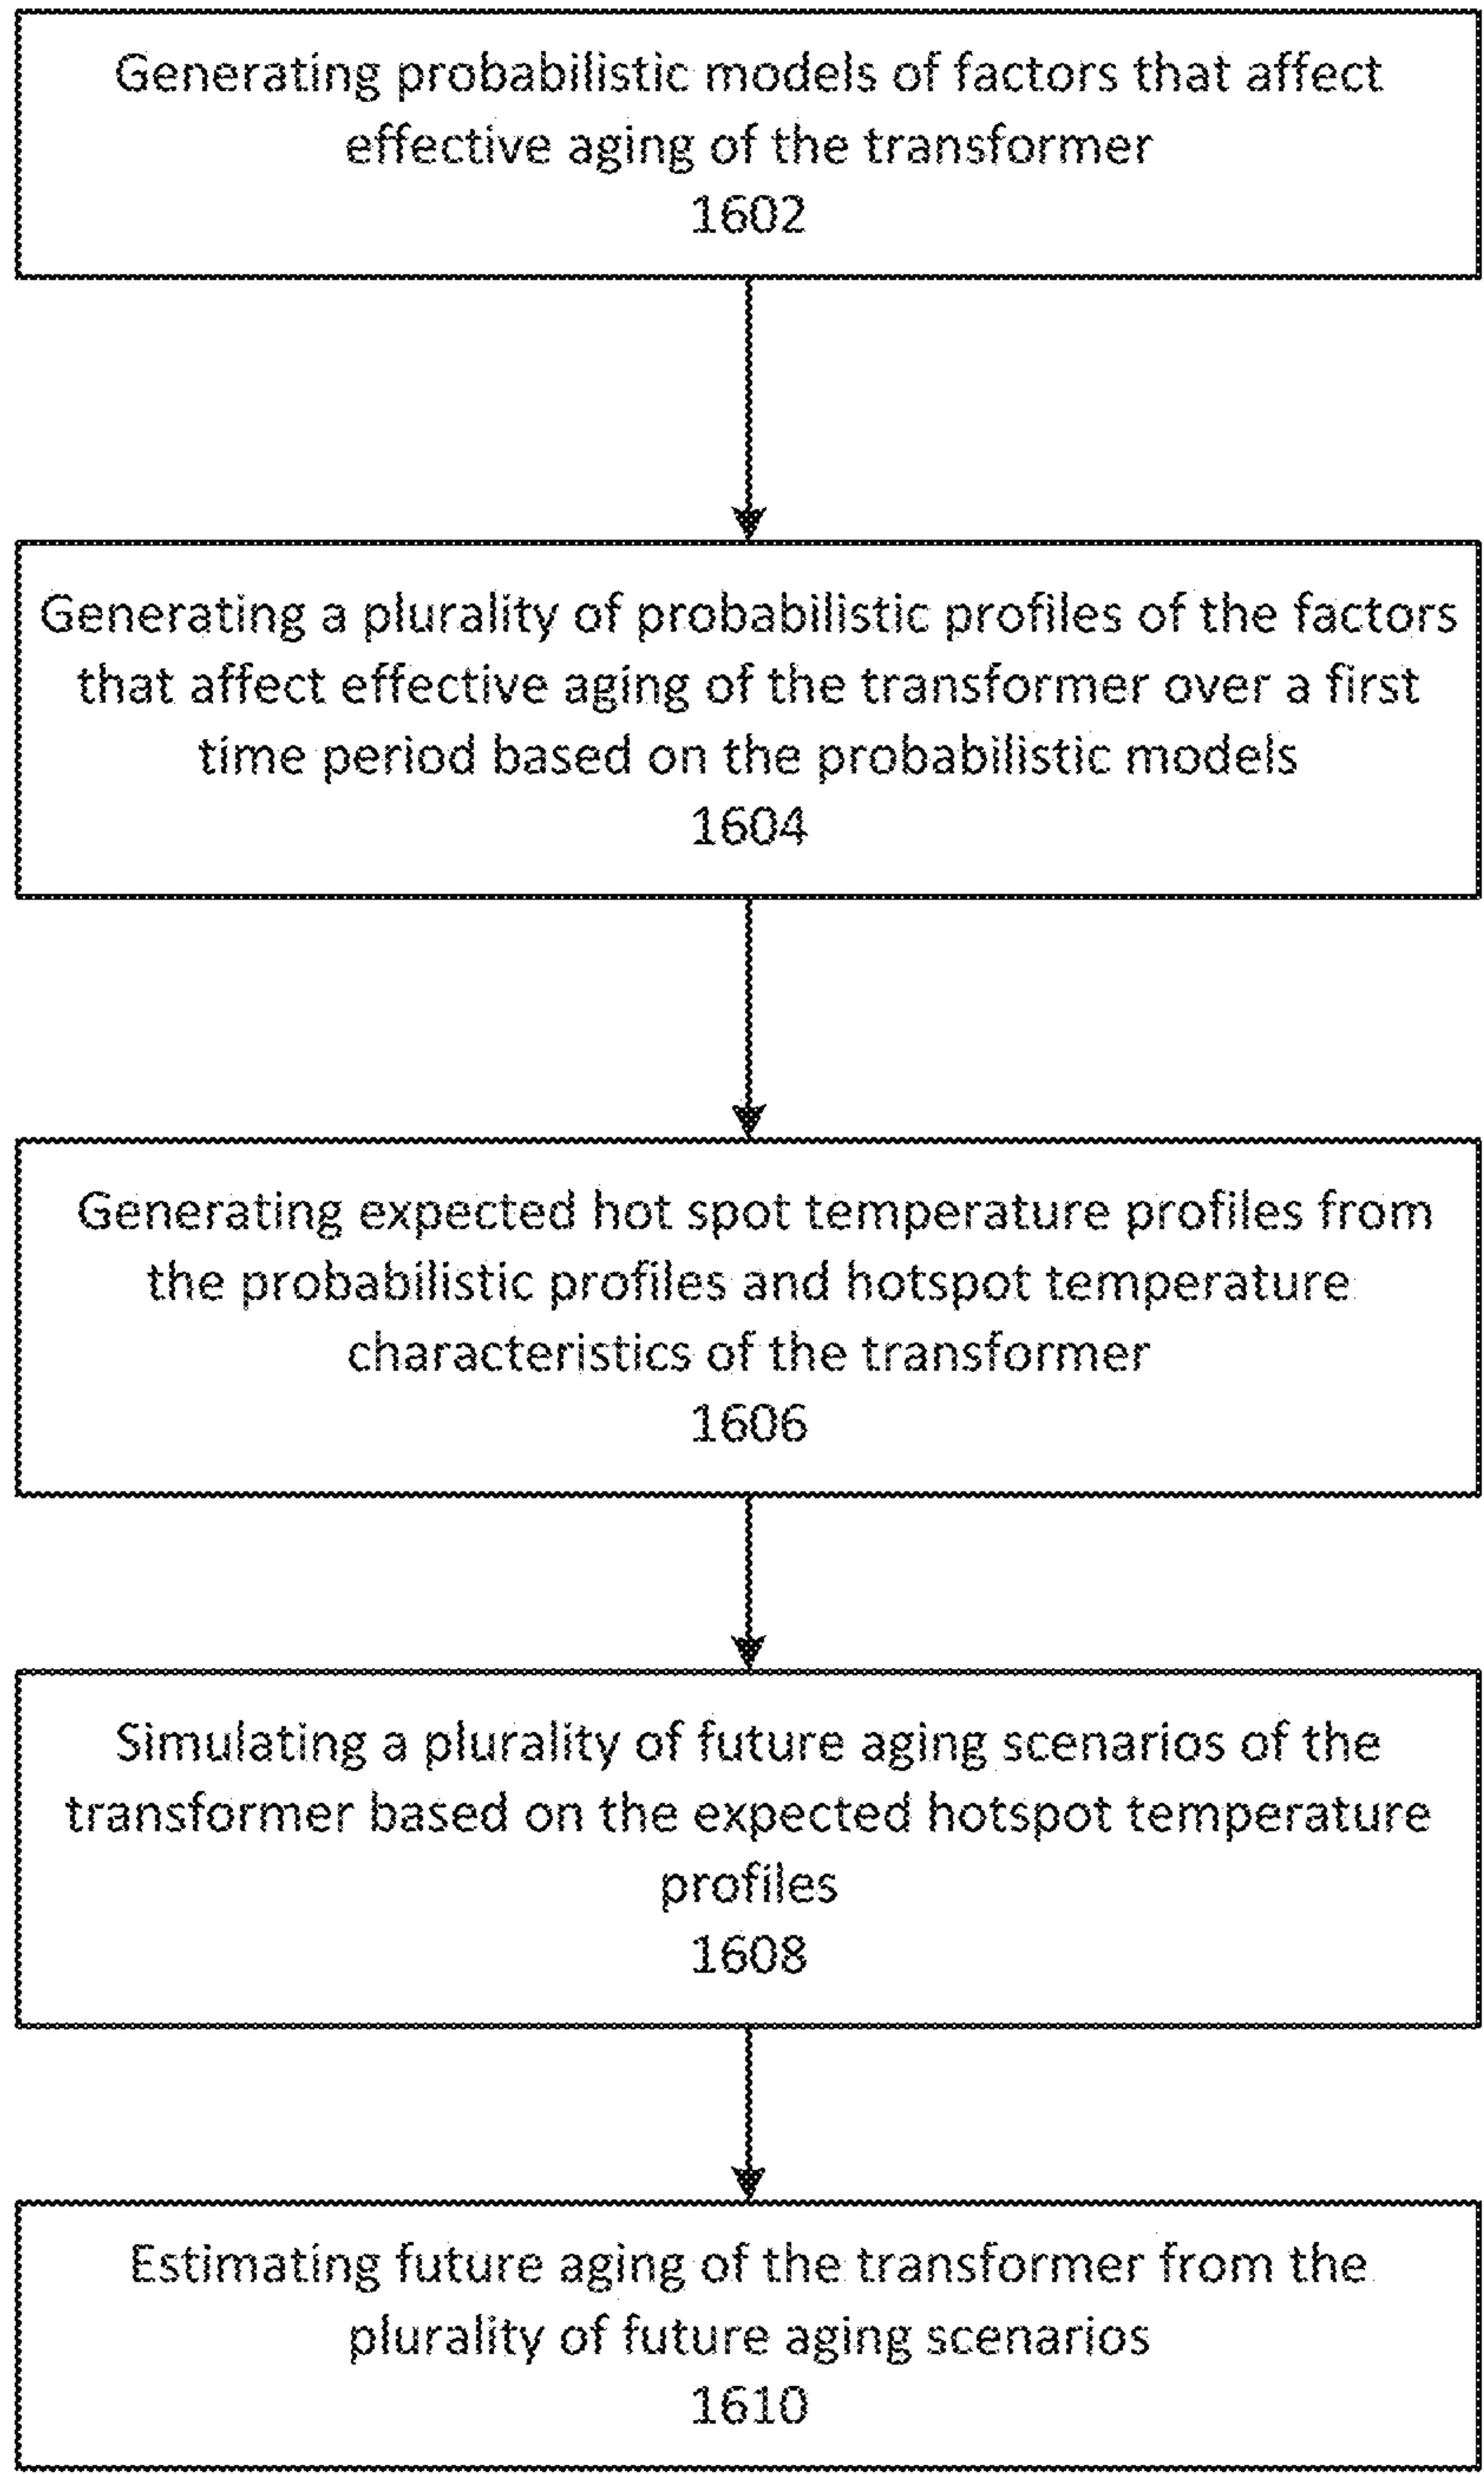 Generating probabilistic models of factors that affect
effective aging of the transformer
1602
Generating a plurality of probabilistic profiles of the factors
that affect effective aging of the transformer over a first
time period based on the probabilistic models
1604
Generating expected hot spot temperature profiles from
the probabilistic profiles and hotspot temperature
characteristics of the transformer
1606
Simulating a plurality of future aging scenarios of the
transformer based on the expected hotspot temperature
profiles
1608
Estimating future aging of the transformer from the
plurality of future aging scenarios
1610